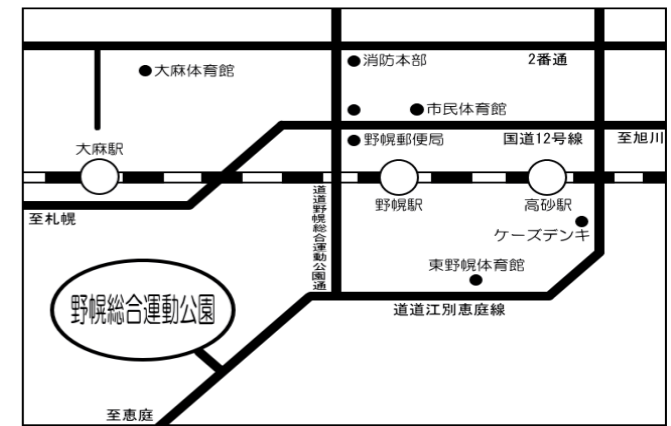 消防本部
2番通
大麻体育館
市民体育館
大麻駅
野幌郵便局
国道12号線
至旭川
至札幌
道道野幌総合運動公園通
野幌駅
高砂駅
ケーズデンキ
東野幌体育館
野幌総合運動公園
道道江別恵庭線
至恵庭